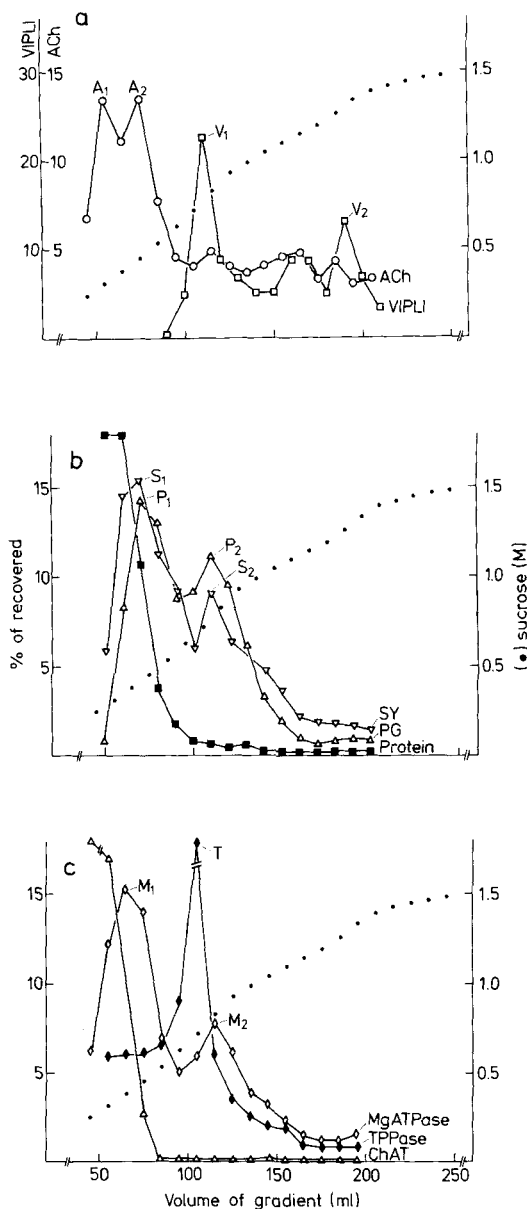 a
VIPLI
ACh
30
15
20
10
10
5
A1
A2
V1
V2
ACh
VIPLI
1.5
1.0
0.5
b
15
10
5
S1
P1
P2
S2
SY
PG
Protein
1.5
1.0
0.5
% of recovered
(•) sucrose (M)
c
15
10
5
M1
T
M2
MgATPase
TPPase
ChAT
1.5
1.0
0.5
50
100
150
200
250
Volume of gradient (ml)